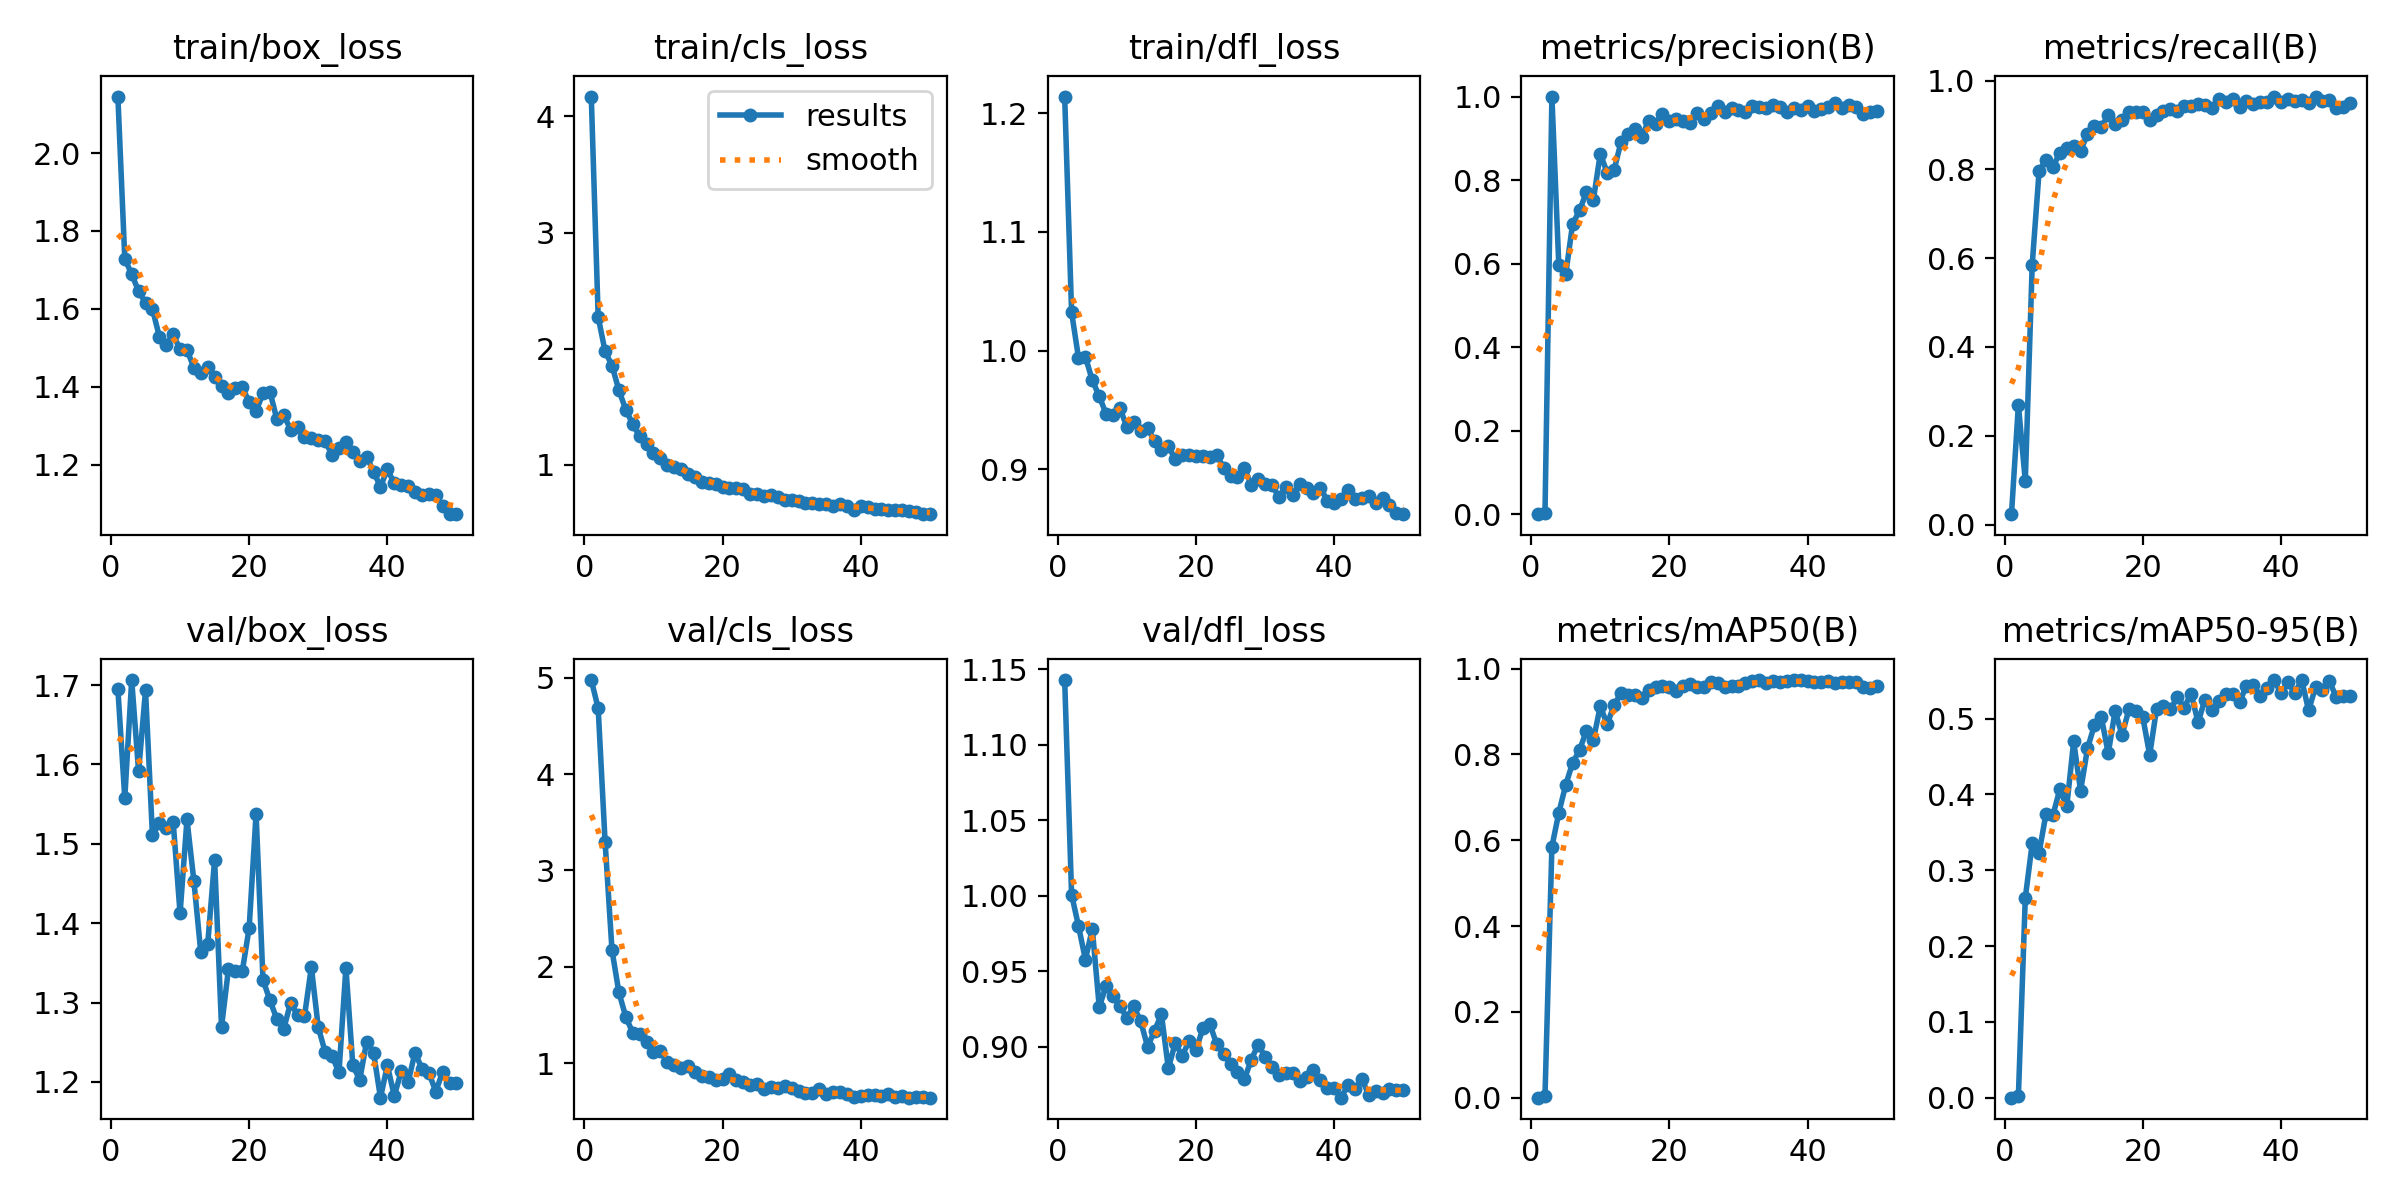 train/box_loss
train/cls_loss
train/dfl_loss
metrics/precision(B)
metrics/recall(B)
2.0
1.8
1.6
1.4
1.2
0 20 40
4
3
2
1
0 20 40
results
smooth
1.2
1.1
1.0
0.9
0 20 40
1.0
0.8
0.6
0.4
0.2
0.0
0 20 40
1.0
0.8
0.6
0.4
0.2
0.0
0 20 40
val/box_loss
val/cls_loss
val/dfl_loss
metrics/mAP50(B)
metrics/mAP50-95(B)
1.7
1.6
1.5
1.4
1.3
1.2
0 20 40
5
4
3
2
1
0 20 40
1.15
1.10
1.05
1.00
0.95
0.90
0 20 40
1.0
0.8
0.6
0.4
0.2
0.0
0 20 40
0.5
0.4
0.3
0.2
0.1
0.0
0 20 40